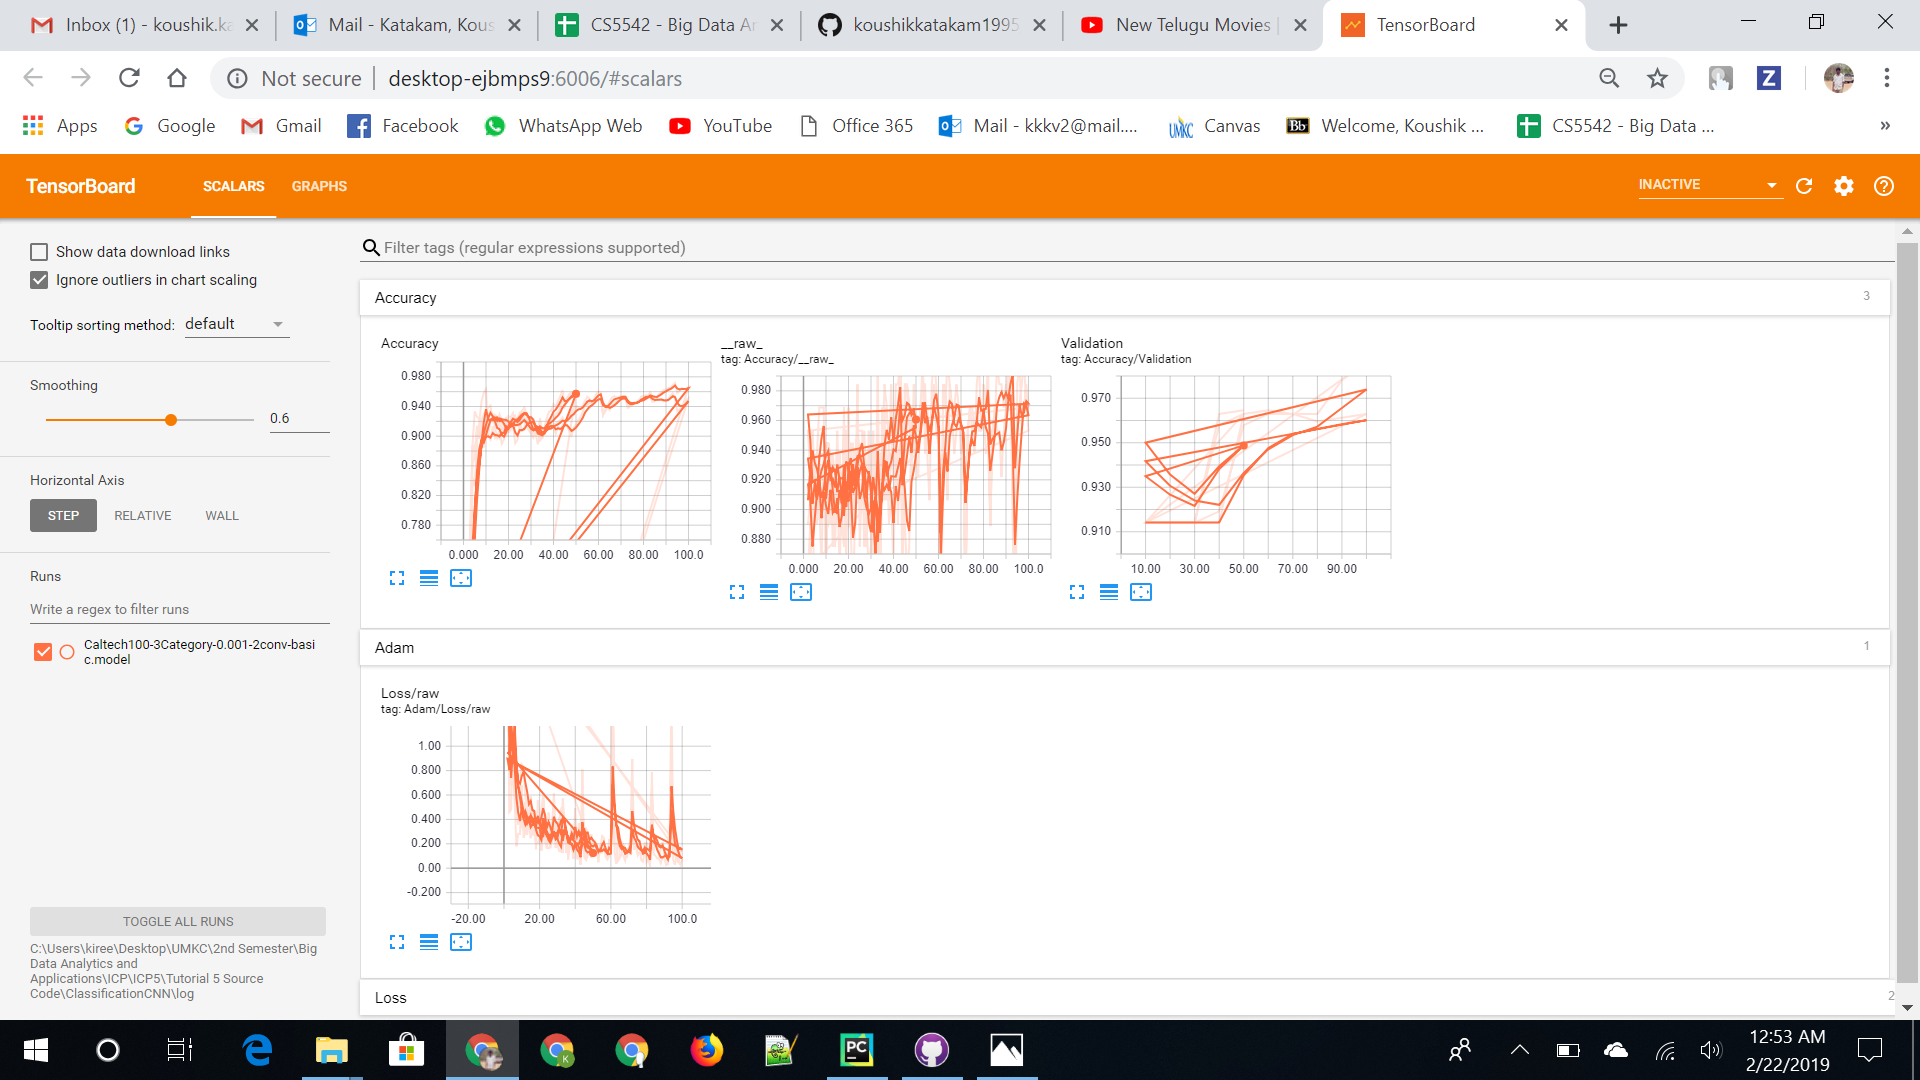 Inbox (1) - koushik.ka
Mail - Katakam, Kous
CS5542 - Big Data An
koushikkatakam1995
New Telugu Movies |
TensorBoard
Not secure
desktop-ejbmps9:6006/#scalars
Z
Apps
Google
Gmail
Facebook
WhatsApp Web
YouTube
Office 365
Mail - kkkv2@mail....
UMKC
Canvas
Bb
Welcome, Koushik ...
CS5542 - Big Data ...
»
TensorBoard
SCALARS
GRAPHS
INACTIVE
Show data download links
Ignore outliers in chart scaling
Tooltip sorting method: default
Smoothing
0.6
Horizontal Axis
STEP
RELATIVE
WALL
Runs
Write a regex to filter runs
Caltech100-3Category-0.001-2conv-basi
c.model
TOGGLE ALL RUNS
C:\Users\kiree\Desktop\UMKC\2nd Semester\Big
Data Analytics and
Applications\ICP\ICP5\Tutorial 5 Source
Code\ClassificationCNN\log
Filter tags (regular expressions supported)
Accuracy
3
Accuracy
0.980
0.940
0.900
0.860
0.820
0.780
0.000 20.00 40.00 60.00 80.00 100.0
__raw_
tag: Accuracy/__raw_
0.980
0.960
0.940
0.920
0.900
0.880
0.000 20.00 40.00 60.00 80.00 100.0
Validation
tag: Accuracy/Validation
0.970
0.950
0.930
0.910
10.00 30.00 50.00 70.00 90.00
Adam
1
Loss/raw
tag: Adam/Loss/raw
1.00
0.800
0.600
0.400
0.200
0.00
-0.200
-20.00 20.00 60.00 100.0
Loss
2
K
PC
12:53 AM
2/22/2019